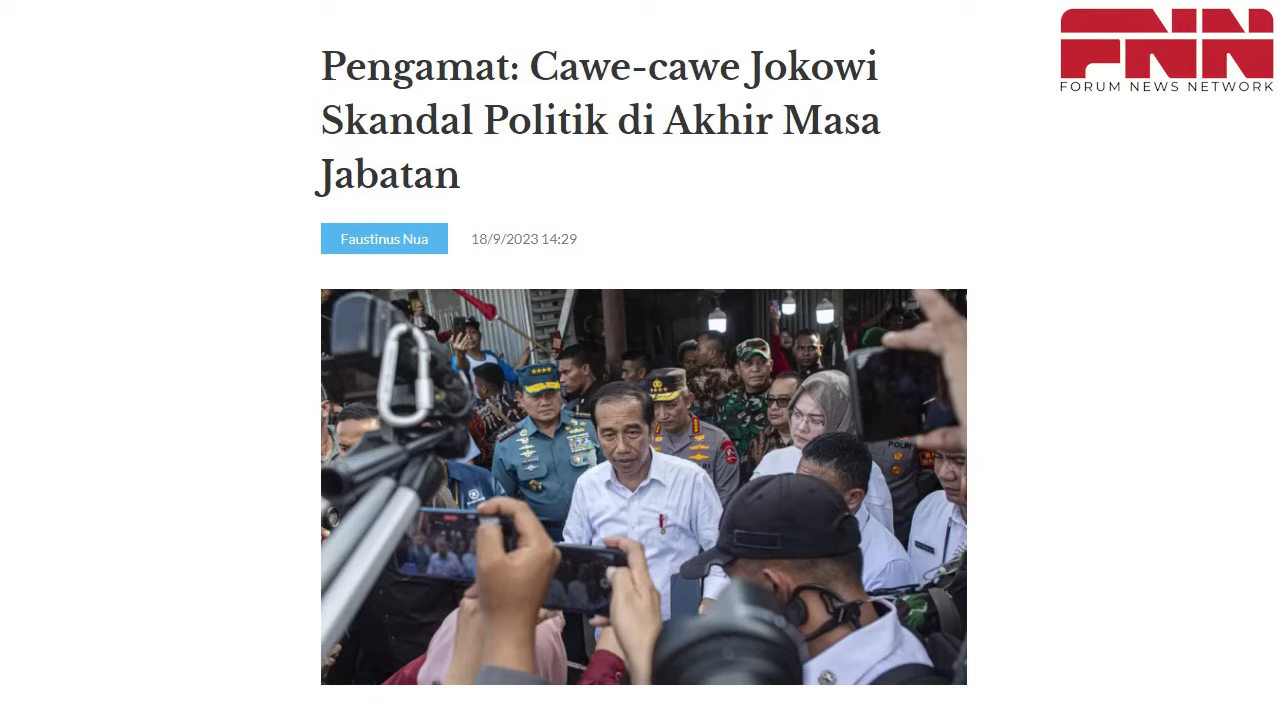 FNN
FORUM NEWS NETWORK
Pengamat: Cawe-cawe Jokowi
Skandal Politik di Akhir Masa
Jabatan
Faustinus Nua
18/9/2023 14:29
POLRI